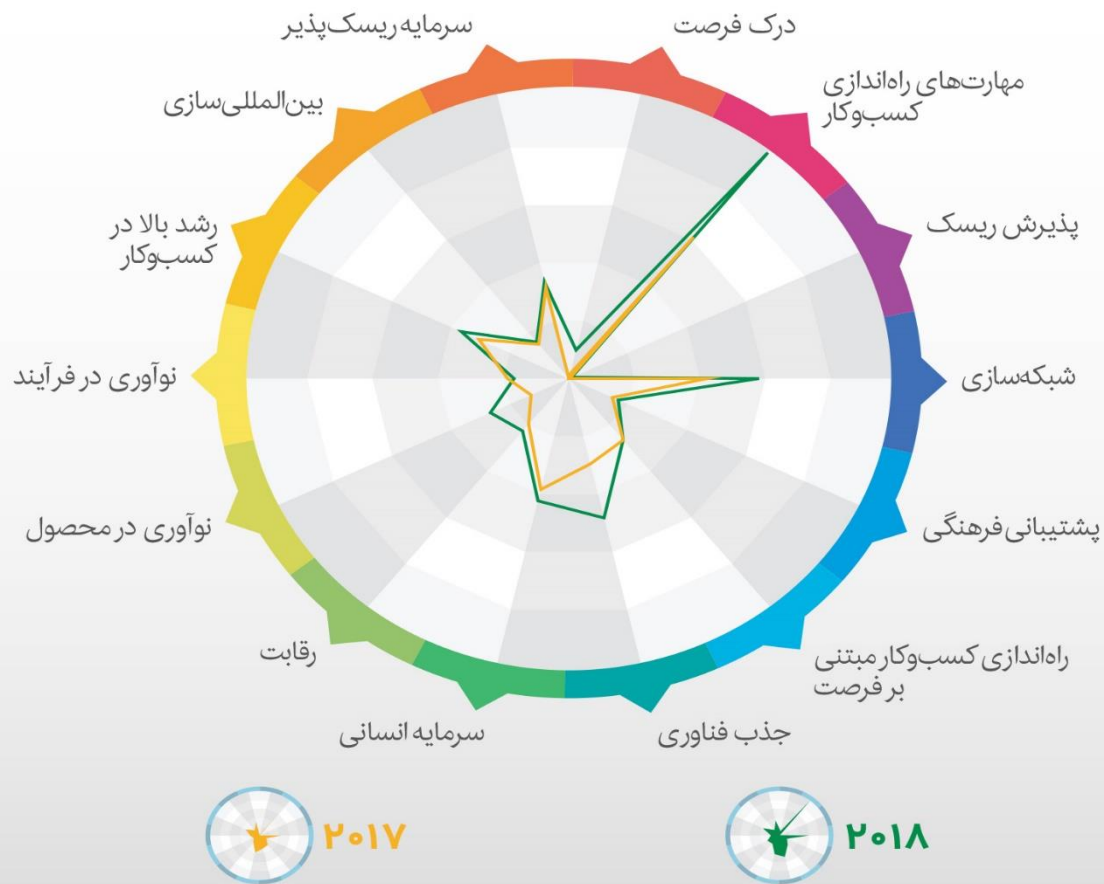 سرمایه ریسک‌پذیر
درک فرصت
مهارت‌های راه‌اندازی
کسب‌وکار
بین‌المللی‌سازی
پذیرش ریسک
رشد بالا در
کسب‌وکار
شبکه‌سازی
نوآوری در فرآیند
پشتیبانی فرهنگی
نوآوری در محصول
راه‌اندازی کسب‌وکار مبتنی
بر فرصت
رقابت
جذب فناوری
سرمایه انسانی
۲۰۱۸
۲۰۱۷